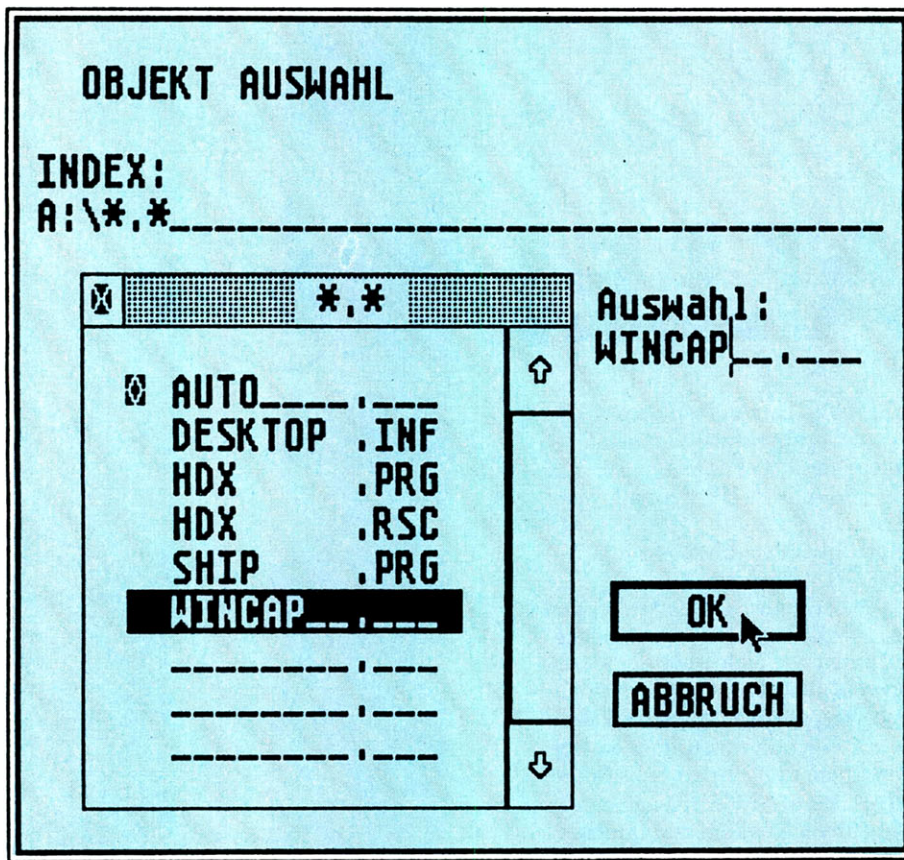 OBJEKT AUSWAHL
INDEX:
A:\*.*_________________________________
*.*
AUTO____.___
DESKTOP .INF
HDX     .PRG
HDX     .RSC
SHIP    .PRG
WINCAP__.___
________.___
________.___
________.___
Auswahl:
WINCAP__.___
OK
ABBRUCH